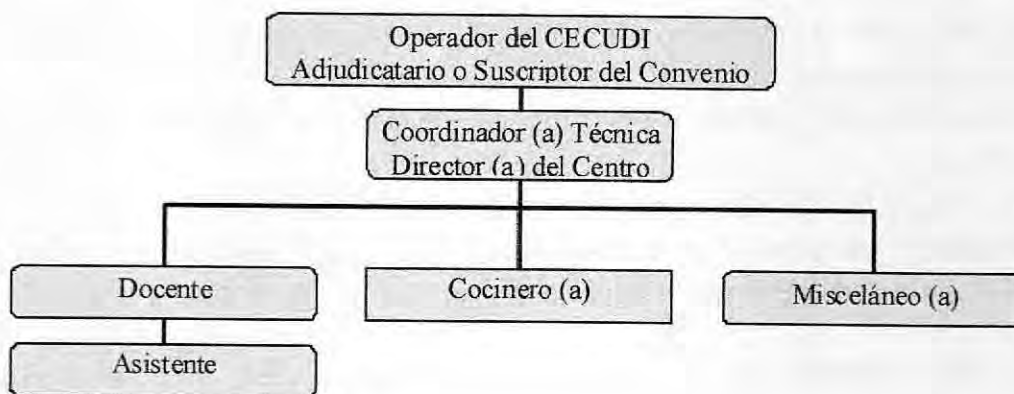 Operador del CECUDI
Adjudicatario o Suscriptor del Convenio
Coordinador (a) Técnica
Director (a) del Centro
Docente
Cocinero (a)
Misceláneo (a)
Asistente